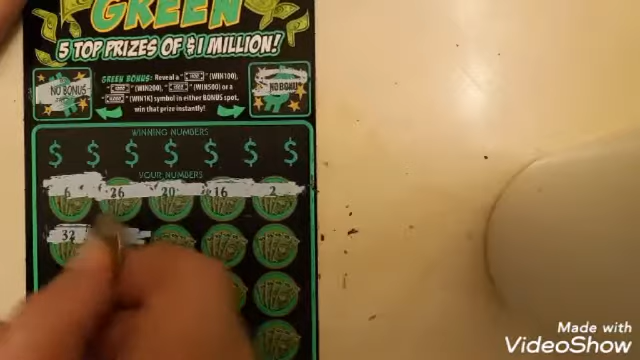 GREEN
5 TOP PRIZES OF $1 MILLION!
GREEN BONUS: Reveal a " " (WIN100),
" " (WIN200), " " (WIN500) or a
" " (WIN1K) symbol in either BONUS spot,
win that prize instantly!
NO BONUS
NO BONUS
WINNING NUMBERS
$ $ $ $ $ $ $
YOUR NUMBERS
6 26 20 16 2
32
Made with
VideoShow